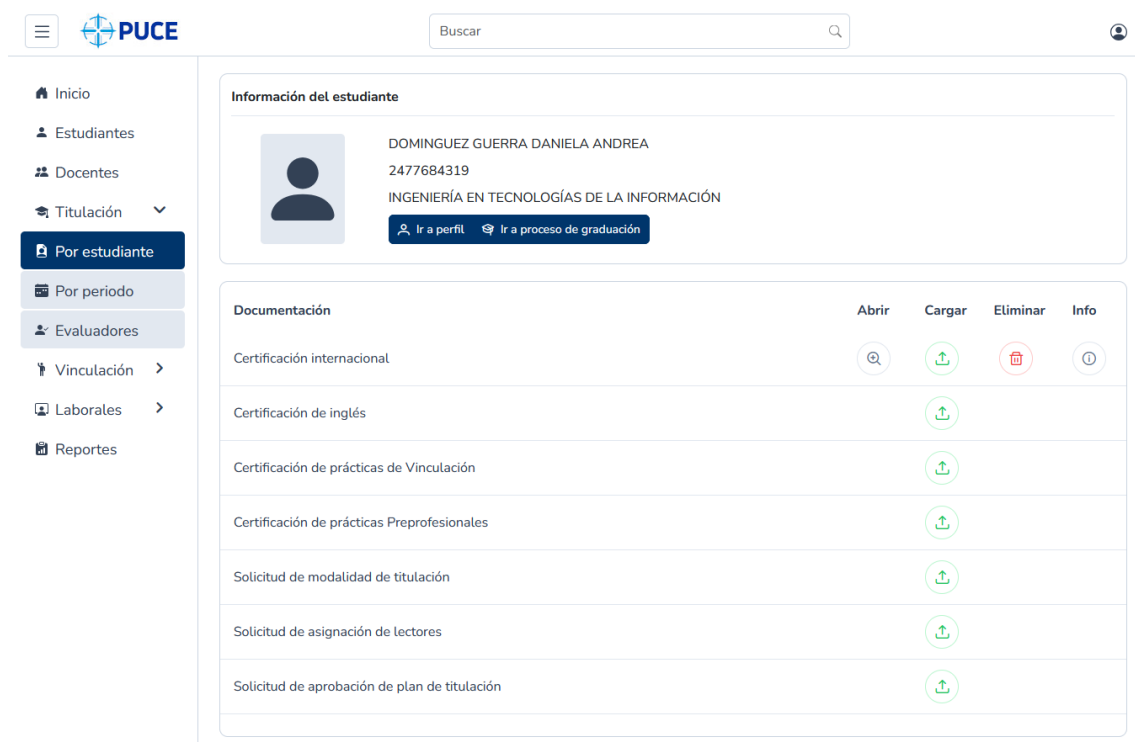 PUCE
Buscar
Inicio
Estudiantes
Docentes
Titulación
Por estudiante
Por periodo
Evaluadores
Vinculación
Laborales
Reportes
Información del estudiante
DOMINGUEZ GUERRA DANIELA ANDREA
2477684319
INGENIERÍA EN TECNOLOGÍAS DE LA INFORMACIÓN
Ir a perfil Ir a proceso de graduación
Documentación Abrir Cargar Eliminar Info
Certificación internacional
Certificación de inglés
Certificación de prácticas de Vinculación
Certificación de prácticas Preprofesionales
Solicitud de modalidad de titulación
Solicitud de asignación de lectores
Solicitud de aprobación de plan de titulación